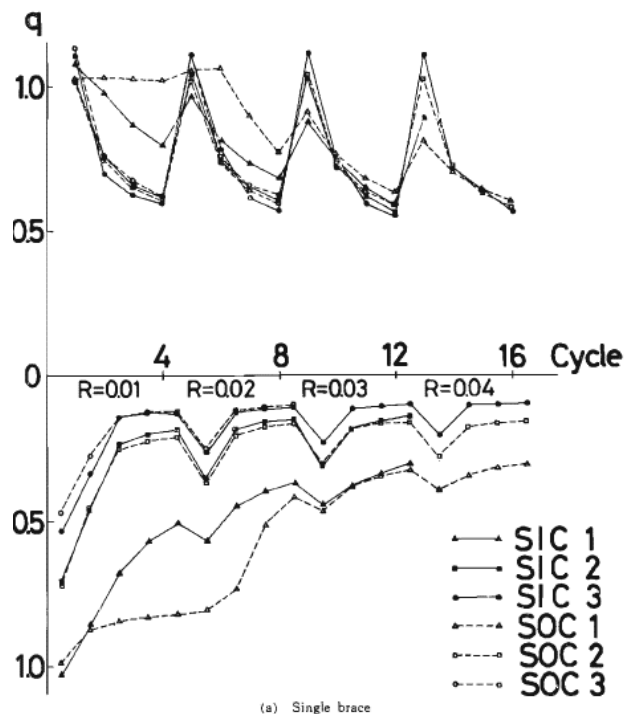 q
1.0
0.5
4 8 12 16 Cycle
0
R=0.01 R=0.02 R=0.03 R=0.04
0.5
1.0
SIC 1
SIC 2
SIC 3
SOC 1
SOC 2
SOC 3
(a) Single brace